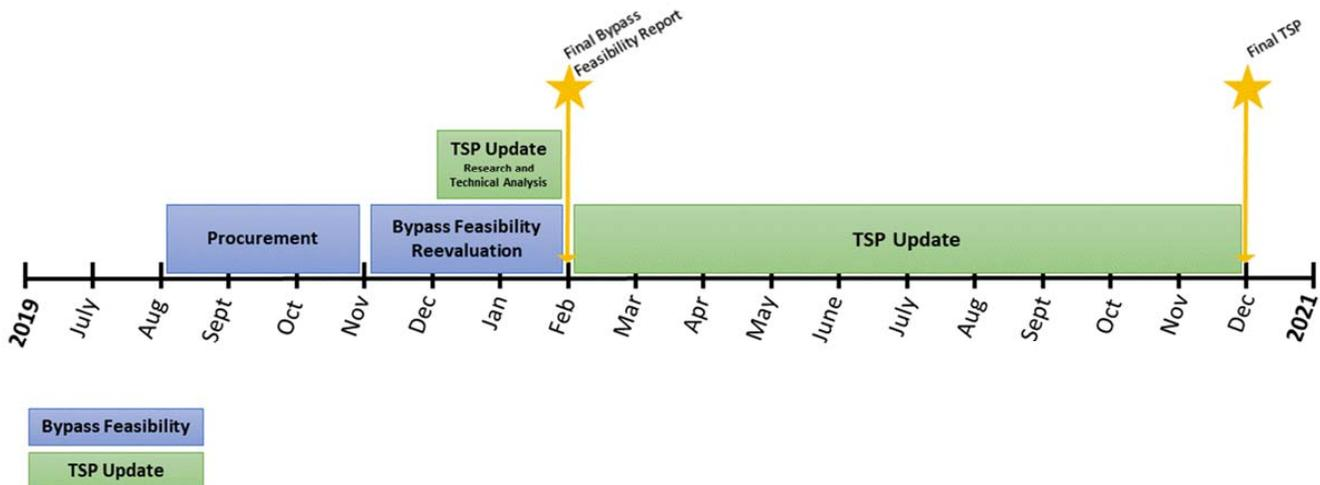 Final Bypass
Feasibility Report
Final TSP
TSP Update
Research and
Technical Analysis
Procurement
Bypass Feasibility
Reevaluation
TSP Update
2019
July
Aug
Sept
Oct
Nov
Dec
Jan
Feb
Mar
Apr
May
June
July
Aug
Sept
Oct
Nov
Dec
2021
Bypass Feasibility
TSP Update